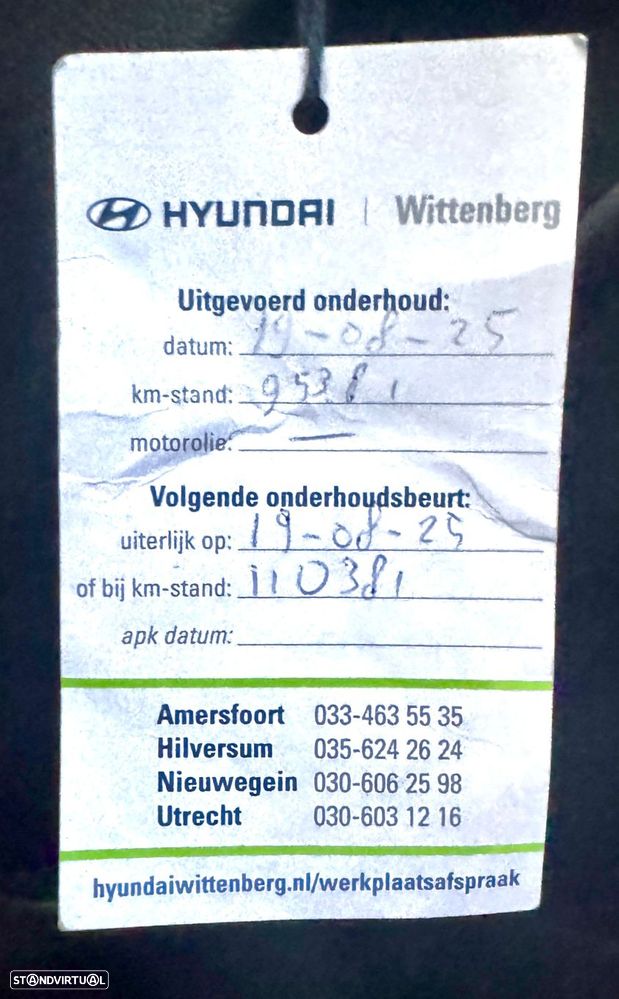 HYUNDAI | Wittenberg
Uitgevoerd onderhoud:
datum: 19-08-25
km-stand: 95381
motorolie: —
Volgende onderhoudsbeurt:
uiterlijk op: 19-08-25
of bij km-stand: 110381
apk datum:
Amersfoort 033-463 55 35
Hilversum 035-624 26 24
Nieuwegein 030-606 25 98
Utrecht 030-603 12 16
hyundaiwittenberg.nl/werkplaatsafspraak
STANDVIRTUAL